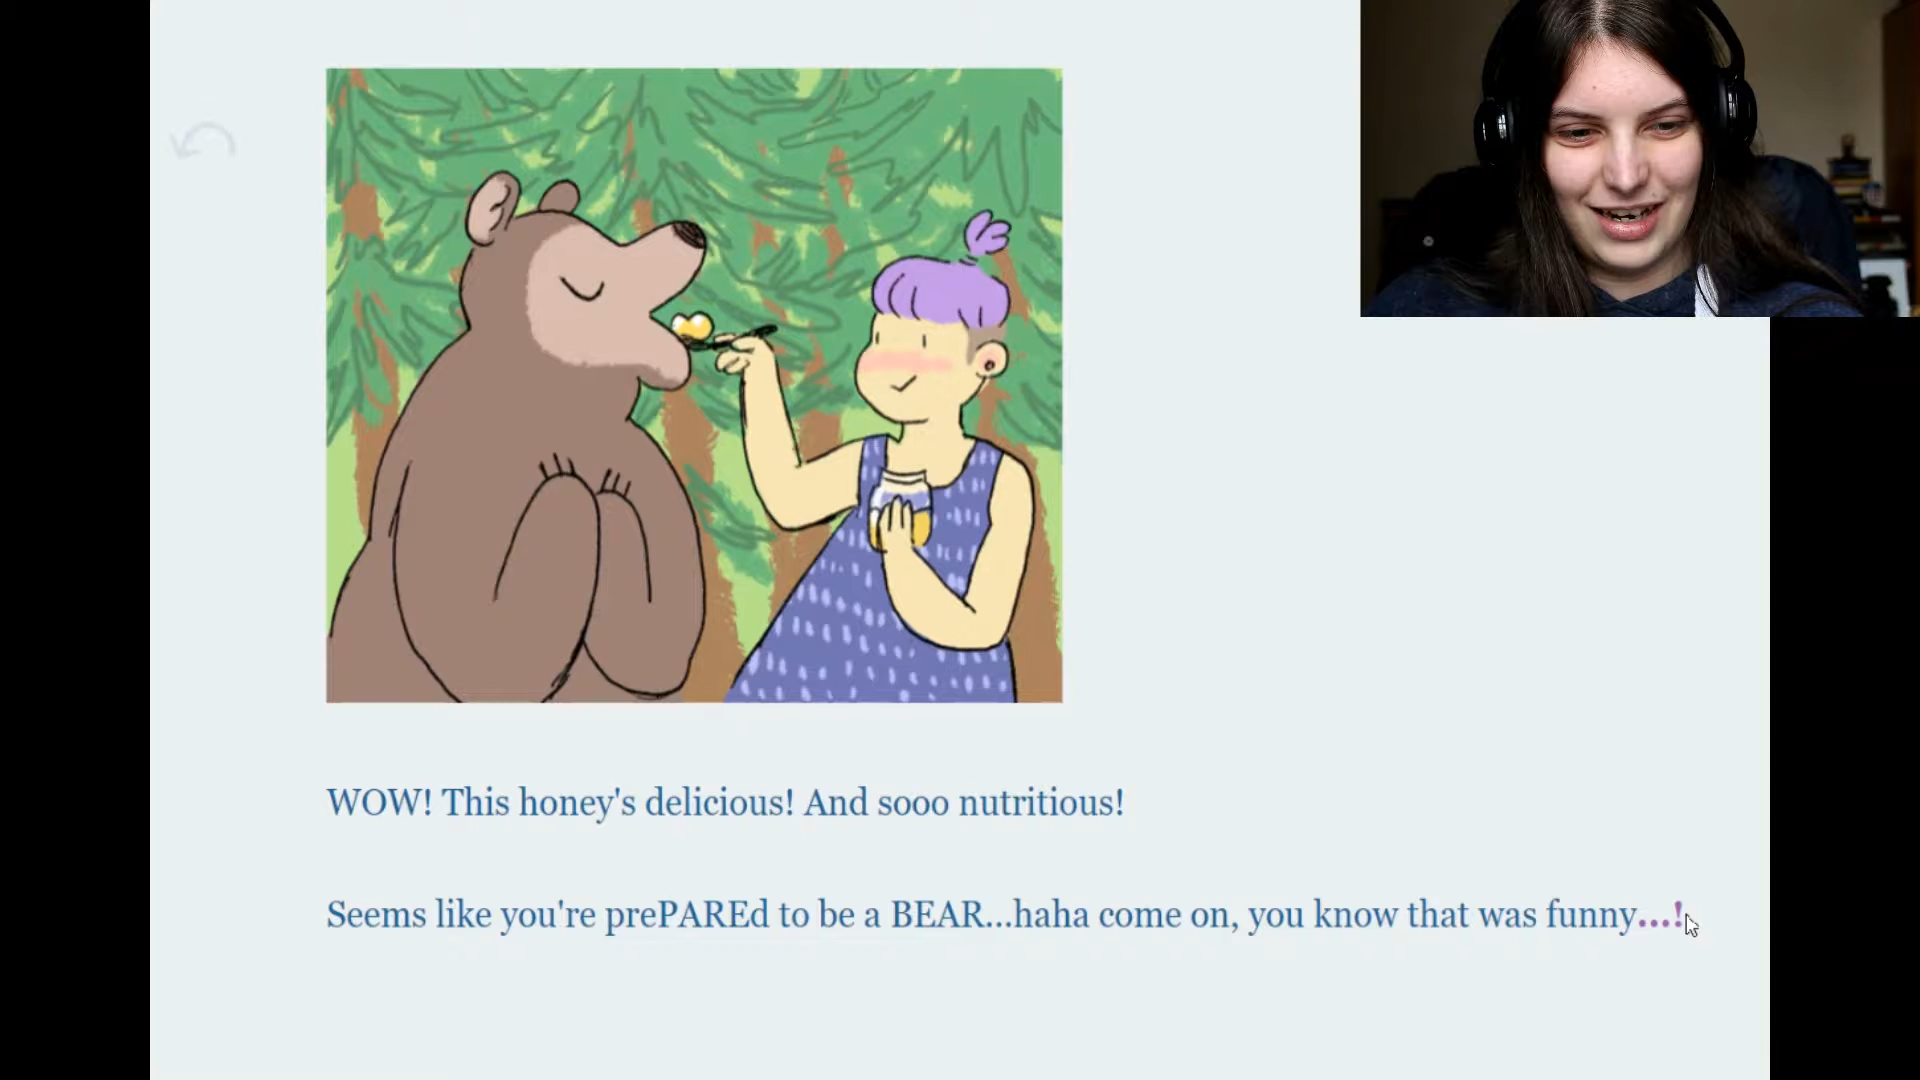 WOW! This honey's delicious! And sooo nutritious!
Seems like you're prePAREd to be a BEAR...haha come on, you know that was funny...!